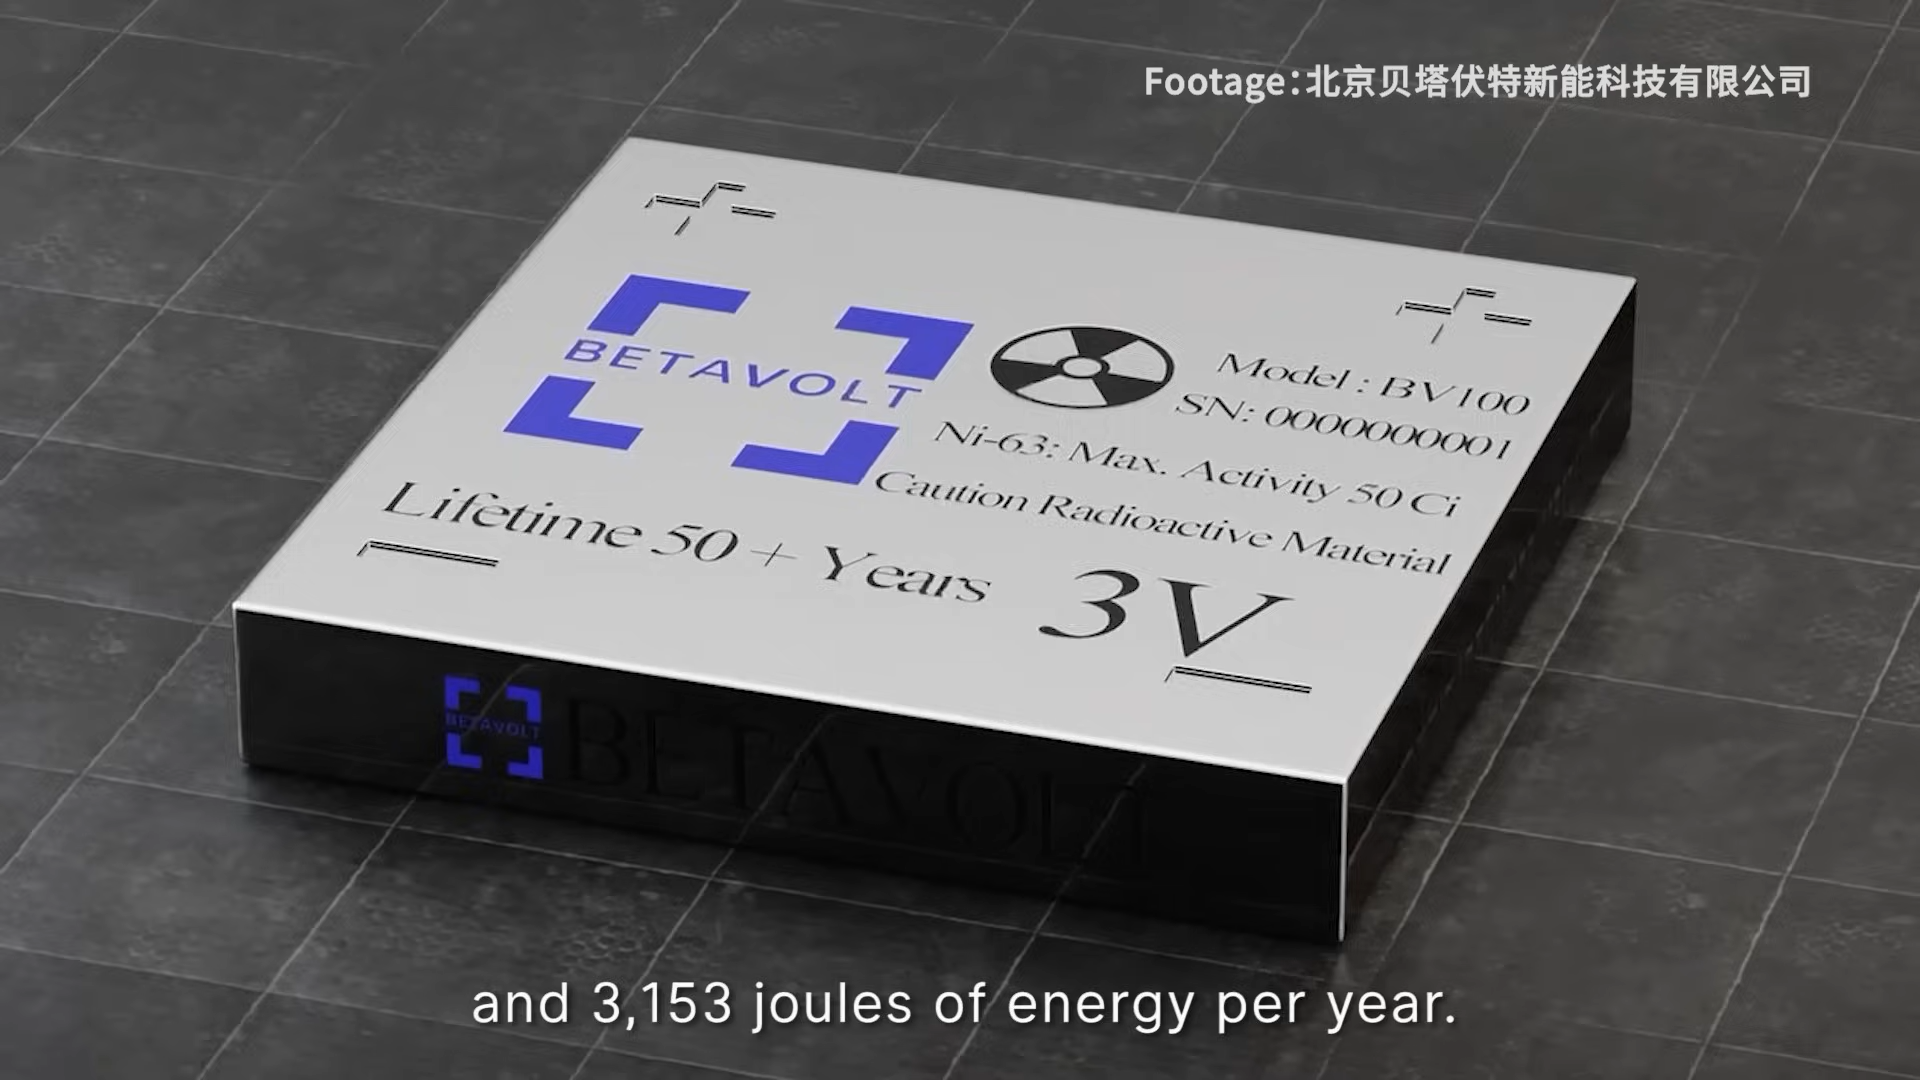 Footage:北京贝塔伏特新能科技有限公司
BETAVOLT
Model : BV100
SN: 0000000001
Ni-63: Max. Activity 50 Ci
Caution Radioactive Material
Lifetime 50 + Years
3V
BETAVOLT
BETAVOLT
and 3,153 joules of energy per year.